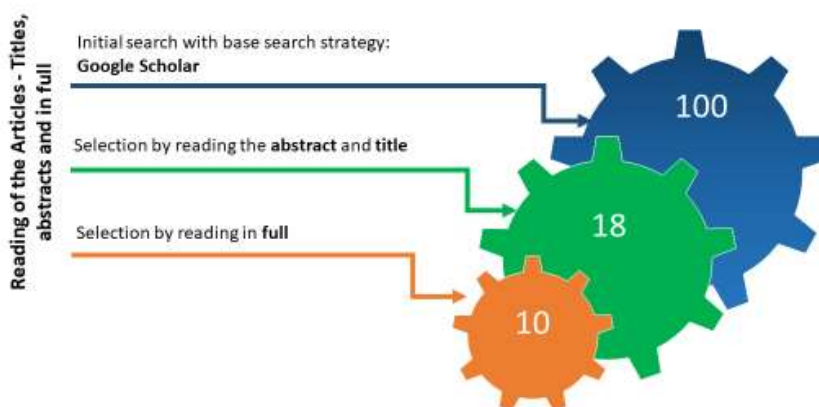 Reading of the Articles - Titles,
abstracts and in full
Initial search with base search strategy:
Google Scholar
100
Selection by reading the abstract and title
18
Selection by reading in full
10